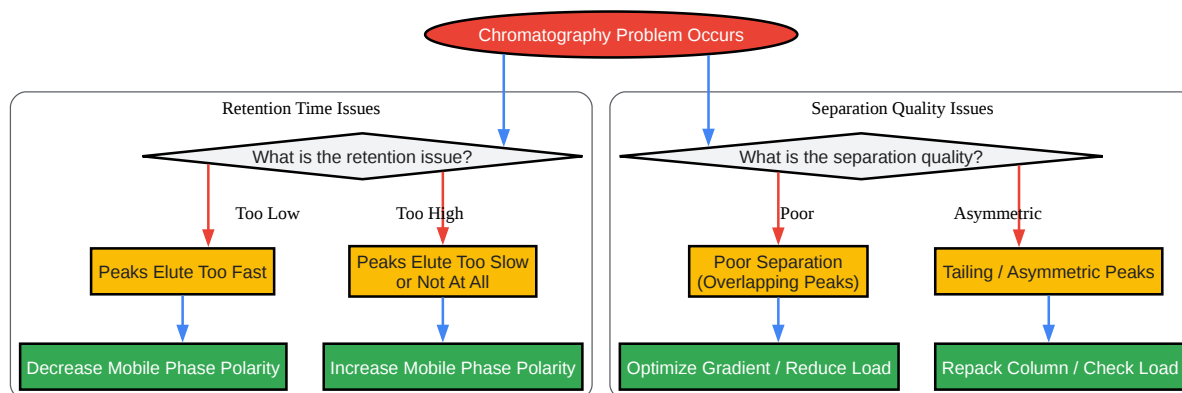 Chromatography Problem Occurs
Retention Time Issues
Separation Quality Issues
What is the retention issue?
What is the separation quality?
Too Low
Too High
Poor
Asymmetric
Peaks Elute Too Fast
Peaks Elute Too Slow
or Not At All
Poor Separation
(Overlapping Peaks)
Tailing / Asymmetric Peaks
Decrease Mobile Phase Polarity
Increase Mobile Phase Polarity
Optimize Gradient / Reduce Load
Repack Column / Check Load